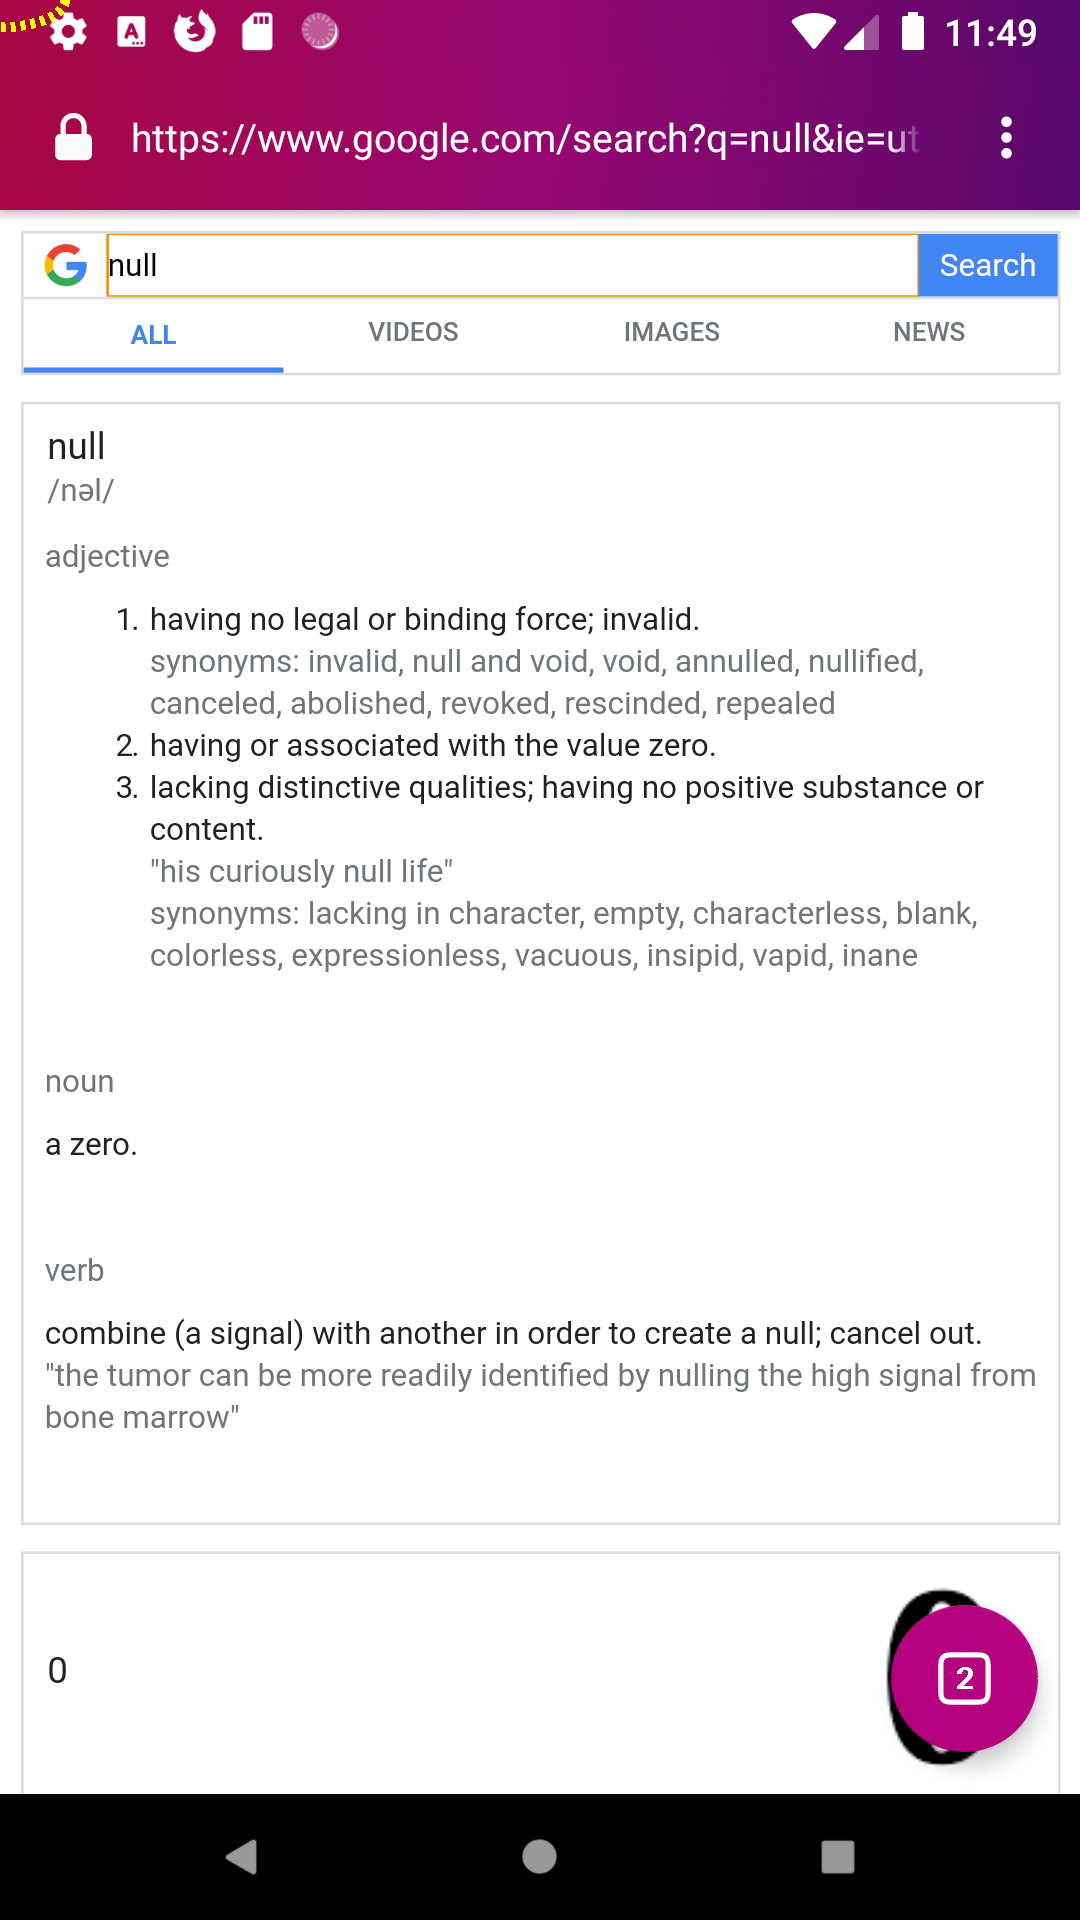 11:49
https://www.google.com/search?q=null&ie=ut
null
Search
ALL VIDEOS IMAGES NEWS
null
/nəl/
adjective
1. having no legal or binding force; invalid.
synonyms: invalid, null and void, void, annulled, nullified,
canceled, abolished, revoked, rescinded, repealed
2. having or associated with the value zero.
3. lacking distinctive qualities; having no positive substance or
content.
"his curiously null life"
synonyms: lacking in character, empty, characterless, blank,
colorless, expressionless, vacuous, insipid, vapid, inane
noun
a zero.
verb
combine (a signal) with another in order to create a null; cancel out.
"the tumor can be more readily identified by nulling the high signal from
bone marrow"
0
2